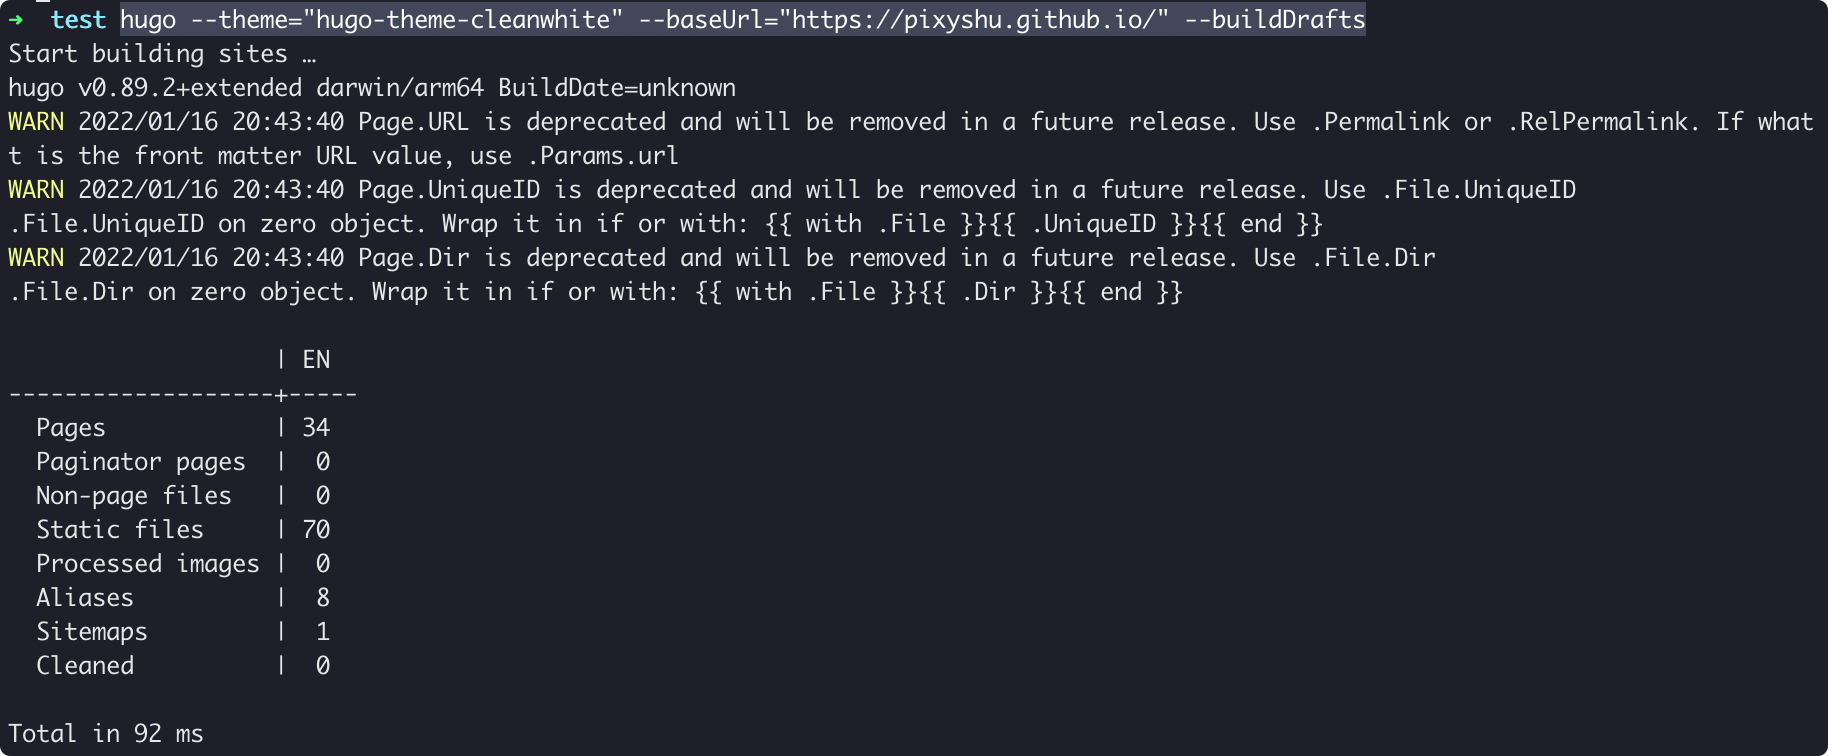 ➜  test hugo --theme="hugo-theme-cleanwhite" --baseUrl="https://pixyshu.github.io/" --buildDrafts
Start building sites …
hugo v0.89.2+extended darwin/arm64 BuildDate=unknown
WARN 2022/01/16 20:43:40 Page.URL is deprecated and will be removed in a future release. Use .Permalink or .RelPermalink. If what
t is the front matter URL value, use .Params.url
WARN 2022/01/16 20:43:40 Page.UniqueID is deprecated and will be removed in a future release. Use .File.UniqueID
.File.UniqueID on zero object. Wrap it in if or with: {{ with .File }}{{ .UniqueID }}{{ end }}
WARN 2022/01/16 20:43:40 Page.Dir is deprecated and will be removed in a future release. Use .File.Dir
.File.Dir on zero object. Wrap it in if or with: {{ with .File }}{{ .Dir }}{{ end }}
                   | EN
-------------------+-----
  Pages            | 34
  Paginator pages  |  0
  Non-page files   |  0
  Static files     | 70
  Processed images |  0
  Aliases          |  8
  Sitemaps         |  1
  Cleaned          |  0
Total in 92 ms